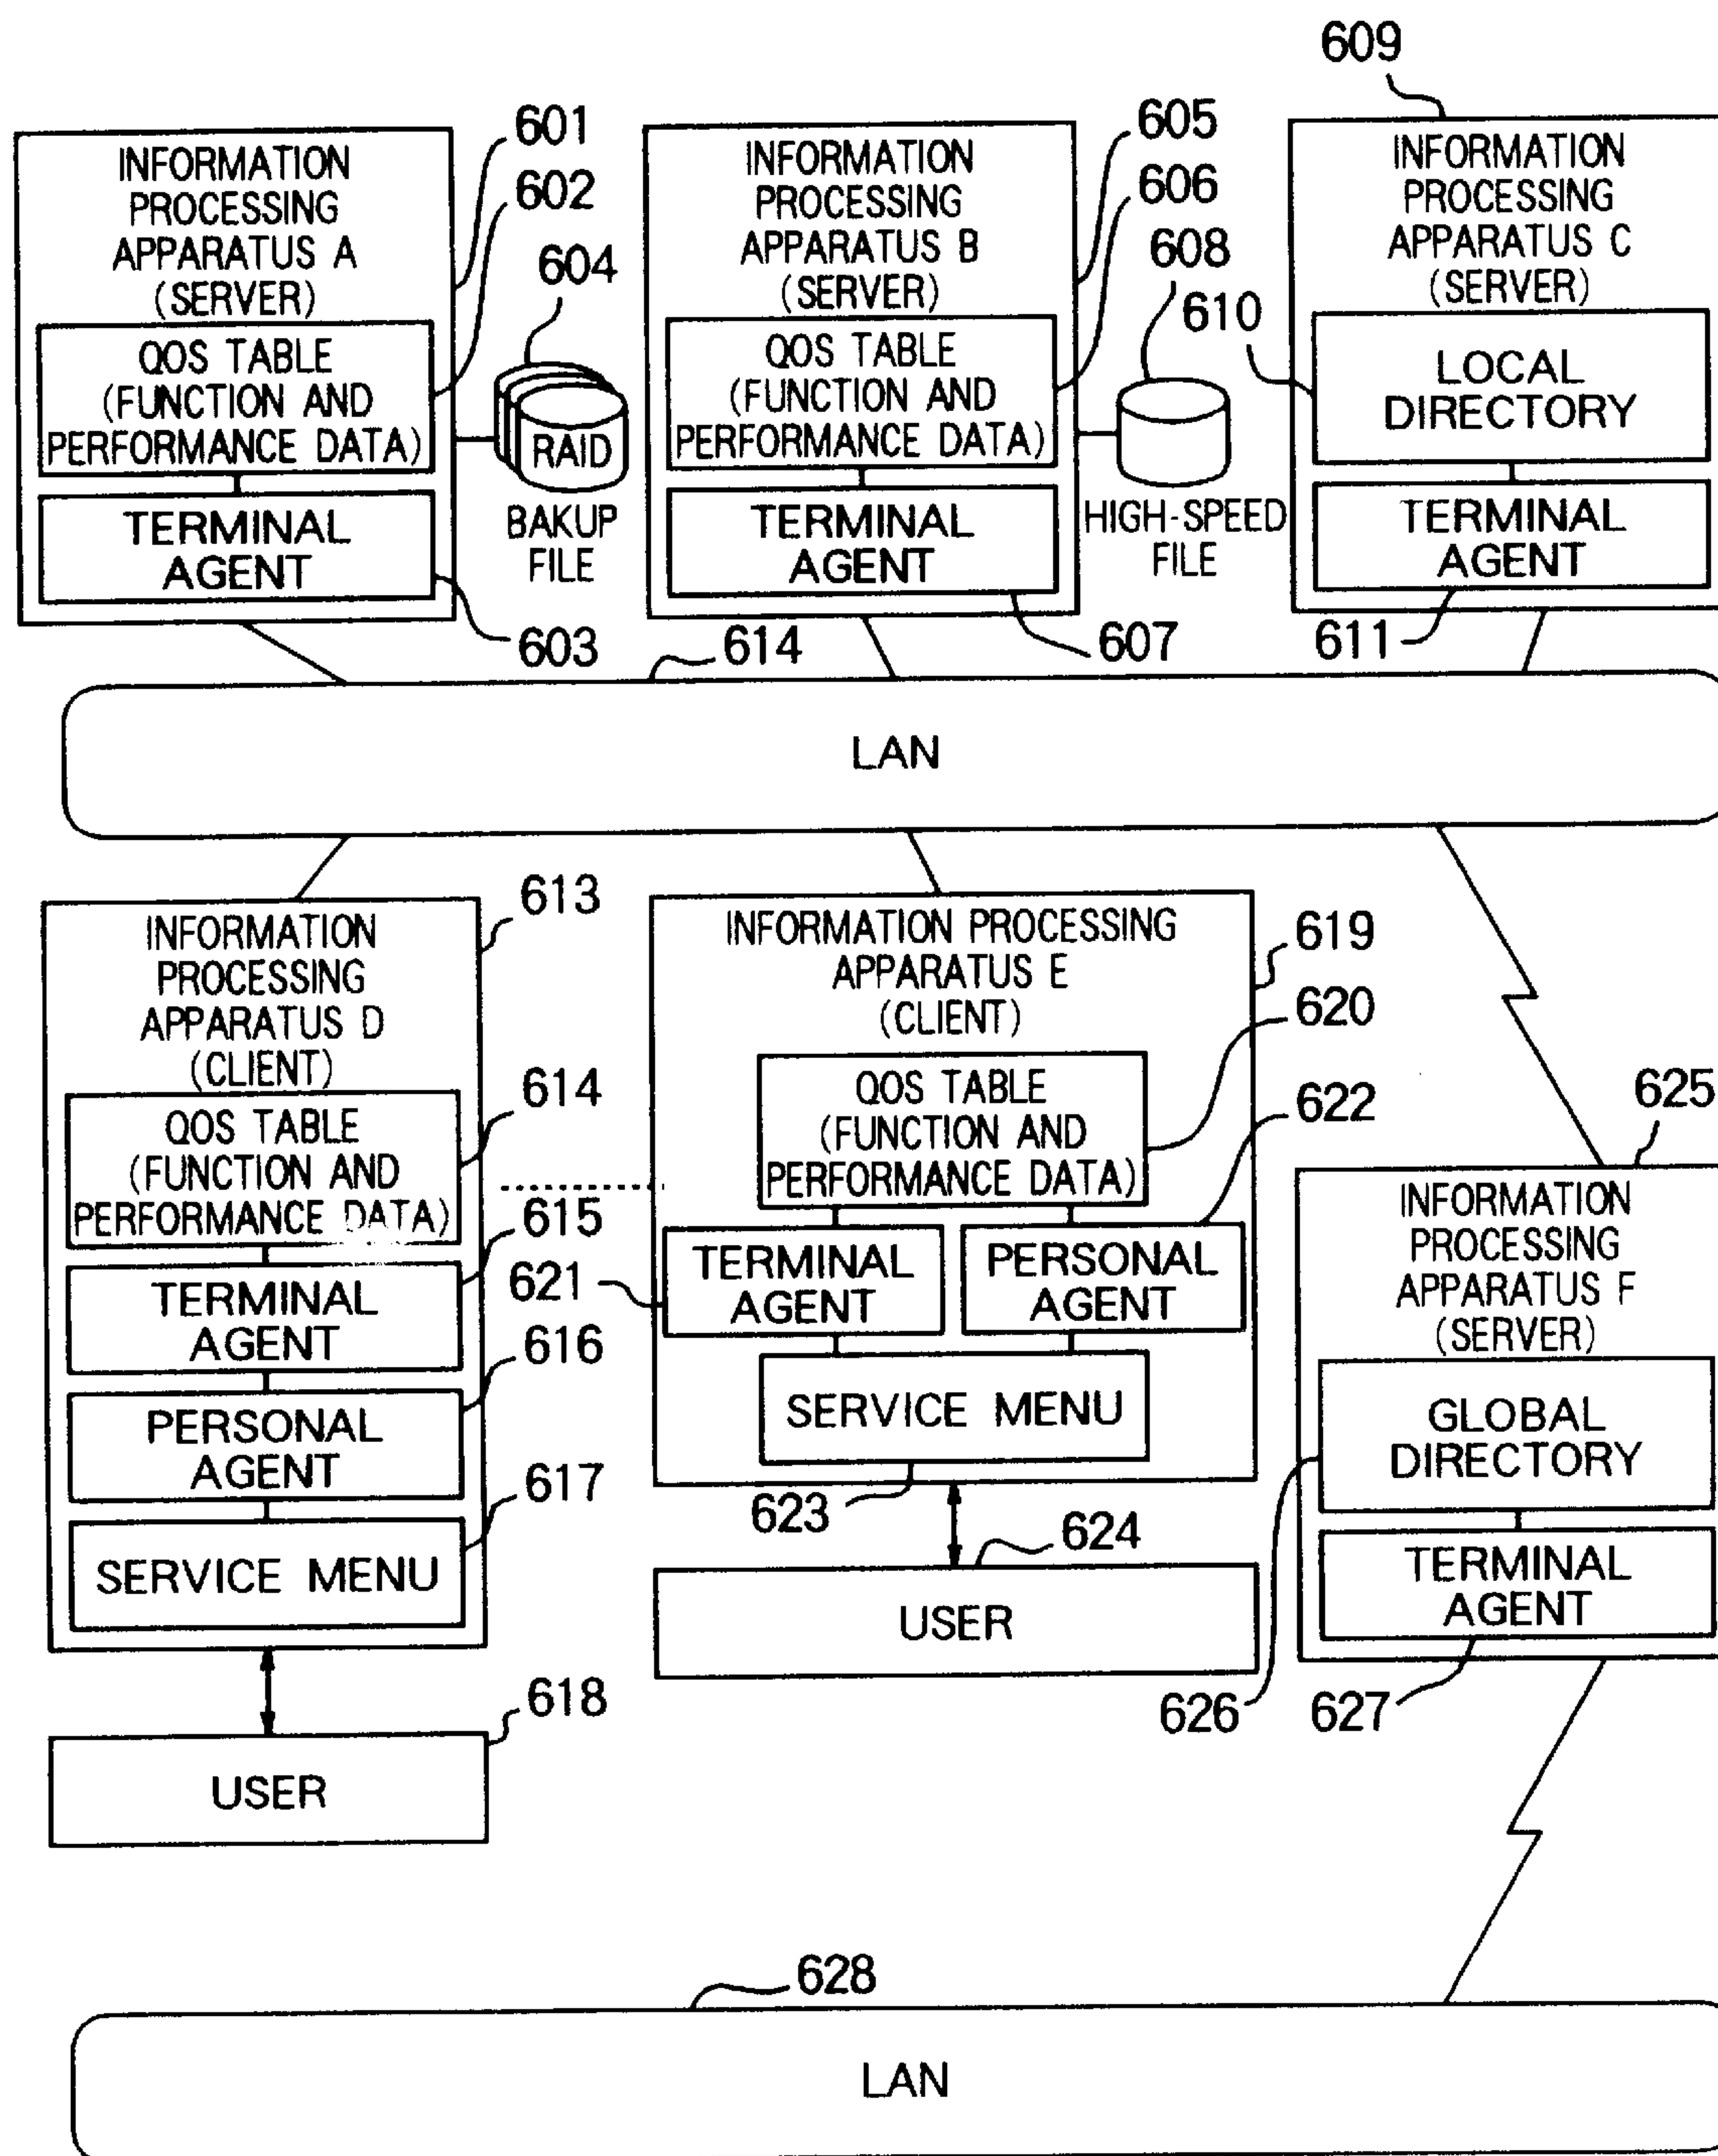 609
601
INFORMATION
PROCESSING
APPARATUS A
(SERVER)
602
QOS TABLE
(FUNCTION AND
PERFORMANCE DATA)
604
RAID
BAKUP
FILE
TERMINAL
AGENT
603
605
INFORMATION
PROCESSING
APPARATUS B
(SERVER)
606
QOS TABLE
(FUNCTION AND
PERFORMANCE DATA)
608
HIGH-SPEED
FILE
TERMINAL
AGENT
607
INFORMATION
PROCESSING
APPARATUS C
(SERVER)
610
LOCAL
DIRECTORY
TERMINAL
AGENT
611
614
LAN
613
INFORMATION
PROCESSING
APPARATUS D
(CLIENT)
614
QOS TABLE
(FUNCTION AND
PERFORMANCE DATA)
615
TERMINAL
AGENT
616
PERSONAL
AGENT
617
SERVICE MENU
618
USER
INFORMATION PROCESSING
APPARATUS E
(CLIENT)
619
620
QOS TABLE
(FUNCTION AND
PERFORMANCE DATA)
622
621
TERMINAL
AGENT
PERSONAL
AGENT
SERVICE MENU
623
624
USER
625
INFORMATION
PROCESSING
APPARATUS F
(SERVER)
GLOBAL
DIRECTORY
TERMINAL
AGENT
626
627
628
LAN